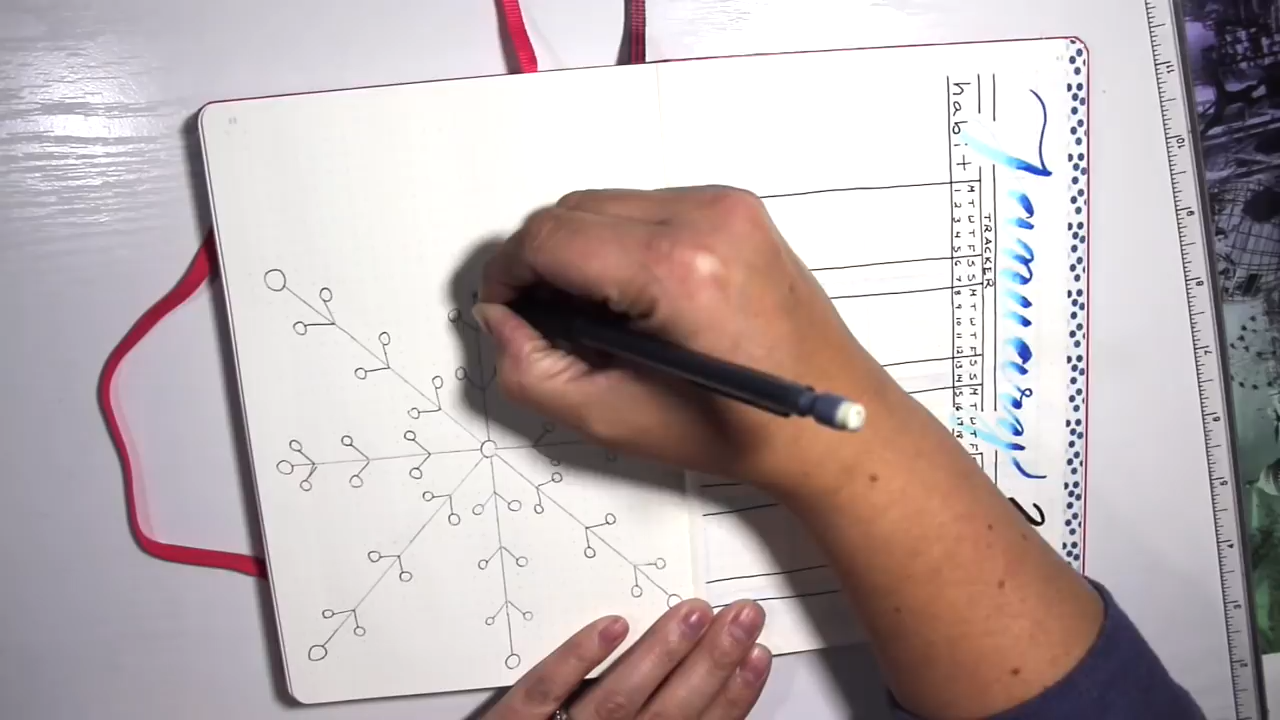 January 2
TRACKER
M T W T F S S M T W T F S S M T W T F
habit 1 2 3 4 5 6 7 8 9 10 11 12 13 14 15 16 17 18